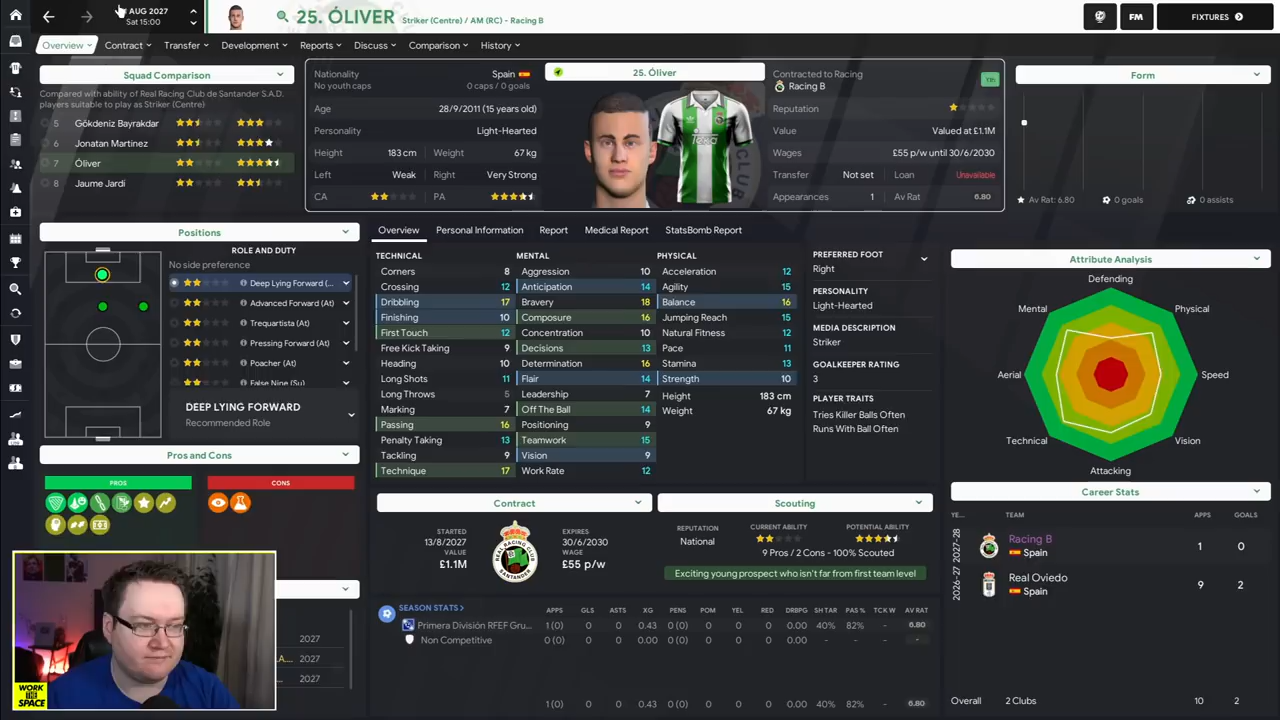 AUG 2027
Sat 15:00
25. ÓLIVER
Striker (Centre) / AM (RC) - Racing B
FM
FIXTURES
Overview
Contract
Transfer
Development
Reports
Discuss
Comparison
History
Squad Comparison
Compared with ability of Real Racing Club de Santander S.A.D.
players suitable to play as Striker (Centre)
5 Gökdeniz Bayrakdar
6 Jonatan Martinez
7 Óliver
8 Jaume Jardí
Nationality Spain
No youth caps 0 caps / 0 goals
Age 28/9/2011 (15 years old)
Personality Light-Hearted
Height 183 cm Weight 67 kg
Left Weak Right Very Strong
CA PA
25. Óliver
Contracted to Racing
Racing B
Yth
Reputation
Value Valued at £1.1M
Wages £55 p/w until 30/6/2030
Transfer Not set Loan Unavailable
Appearances 1 Av Rat 6.80
Form
Av Rat: 6.80 0 goals 0 assists
Positions
ROLE AND DUTY
No side preference
Deep Lying Forward (...
Advanced Forward (At)
Trequartista (At)
Pressing Forward (At)
Poacher (At)
False Nine (Su)
DEEP LYING FORWARD
Recommended Role
Pros and Cons
PROS
CONS
2027
A... 2027
2027
WORK
THE
SPACE
Overview Personal Information Report Medical Report StatsBomb Report
TECHNICAL
Corners 8
Crossing 12
Dribbling 17
Finishing 10
First Touch 12
Free Kick Taking 9
Heading 10
Long Shots 11
Long Throws 5
Marking 7
Passing 16
Penalty Taking 13
Tackling 9
Technique 17
MENTAL
Aggression 10
Anticipation 14
Bravery 18
Composure 16
Concentration 10
Decisions 13
Determination 16
Flair 14
Leadership 7
Off The Ball 14
Positioning 9
Teamwork 15
Vision 9
Work Rate 12
PHYSICAL
Acceleration 12
Agility 15
Balance 16
Jumping Reach 15
Natural Fitness 12
Pace 11
Stamina 13
Strength 10
Height 183 cm
Weight 67 kg
PREFERRED FOOT
Right
PERSONALITY
Light-Hearted
MEDIA DESCRIPTION
Striker
GOALKEEPER RATING
3
PLAYER TRAITS
Tries Killer Balls Often
Runs With Ball Often
Attribute Analysis
Defending
Physical
Speed
Vision
Attacking
Technical
Aerial
Mental
Contract
STARTED
13/8/2027
VALUE
£1.1M
EXPIRES
30/6/2030
WAGE
£55 p/w
Scouting
REPUTATION
National
CURRENT ABILITY
POTENTIAL ABILITY
9 Pros / 2 Cons - 100% Scouted
Exciting young prospect who isn't far from first team level
SEASON STATS
APPS GLS ASTS XG PENS POM YEL RED DRBPG SH TAR PAS % TCK W AV RAT
Primera División RFEF Gru... 1 (0) 0 0 0.43 0 (0) 0 0 0 0.00 40% 82% - 6.80
Non Competitive 0 (0) 0 0 0.00 0 (0) 0 0 0 0.00 0% 0% - -
1 (0) 0 0 0.43 0 (0) 0 0 0 0.00 40% 82% - 6.80
Career Stats
YE... TEAM APPS GOALS
2027-28 Racing B 1 0
Spain
2026-27 Real Oviedo 9 2
Spain
Overall 2 Clubs 10 2